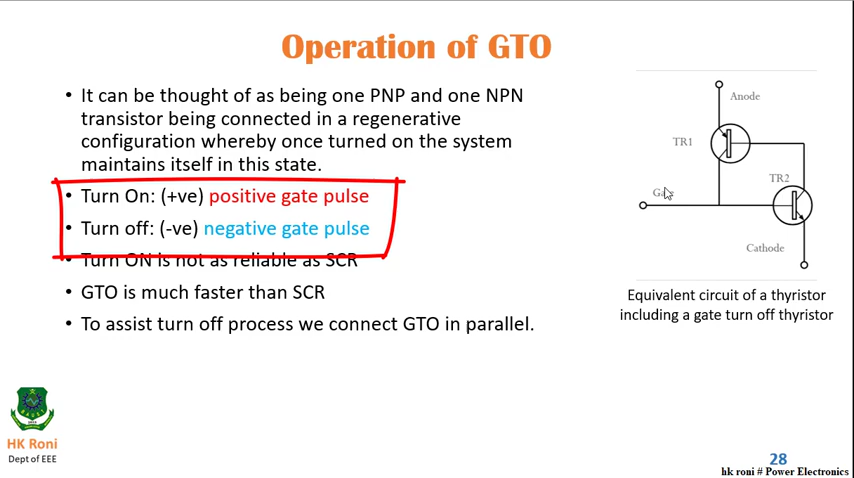 Operation of GTO
• It can be thought of as being one PNP and one NPN
transistor being connected in a regenerative
configuration whereby once turned on the system
maintains itself in this state.
• Turn On: (+ve) positive gate pulse
• Turn off: (-ve) negative gate pulse
• Turn ON is not as reliable as SCR
• GTO is much faster than SCR
• To assist turn off process we connect GTO in parallel.
Anode
TR1
TR2
Cathode
Equivalent circuit of a thyristor
including a gate turn off thyristor
HK Roni
Dept of EEE
28
hk roni # Power Electronics